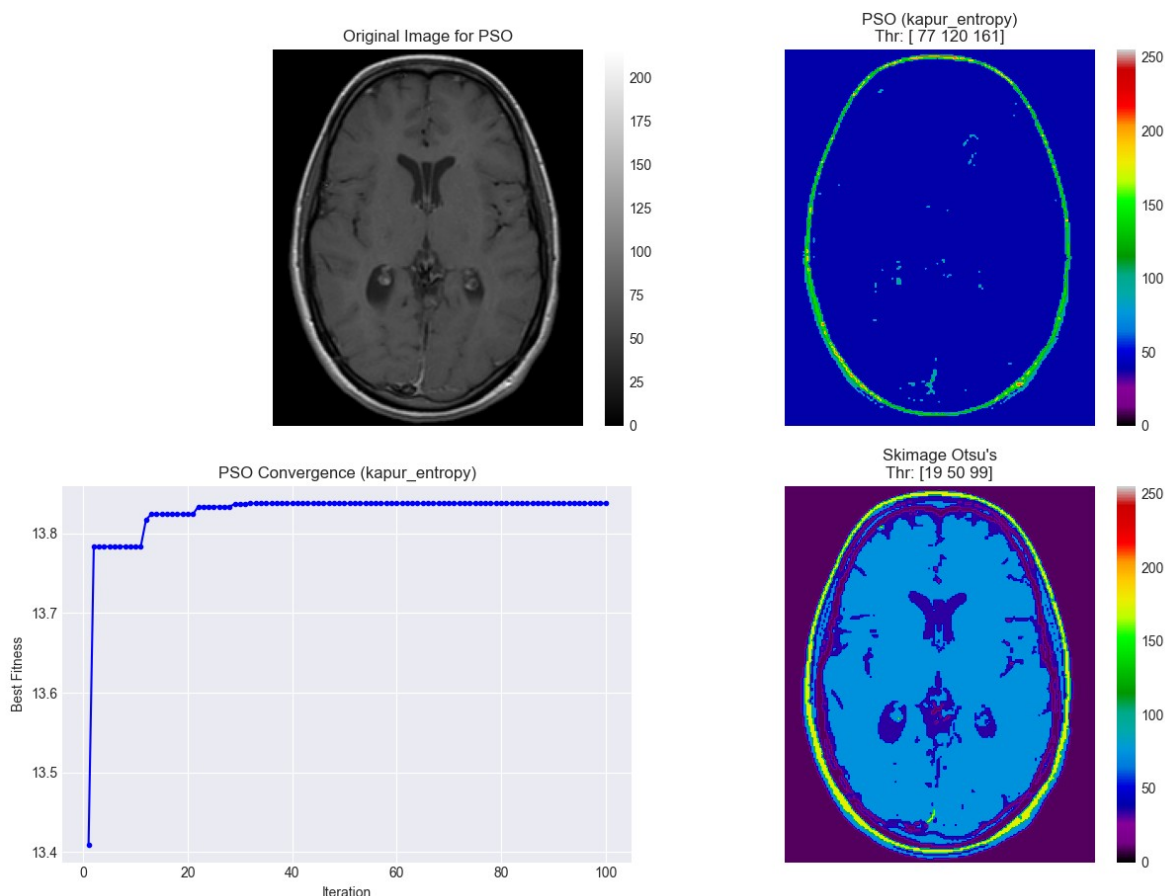 Original Image for PSO
200
175
150
125
100
75
50
25
0
PSO (kapur_entropy)
Thr: [ 77 120 161]
250
200
150
100
50
0
PSO Convergence (kapur_entropy)
Best Fitness
13.8
13.7
13.6
13.5
13.4
0 20 40 60 80 100
Iteration
Skimage Otsu's
Thr: [19 50 99]
250
200
150
100
50
0